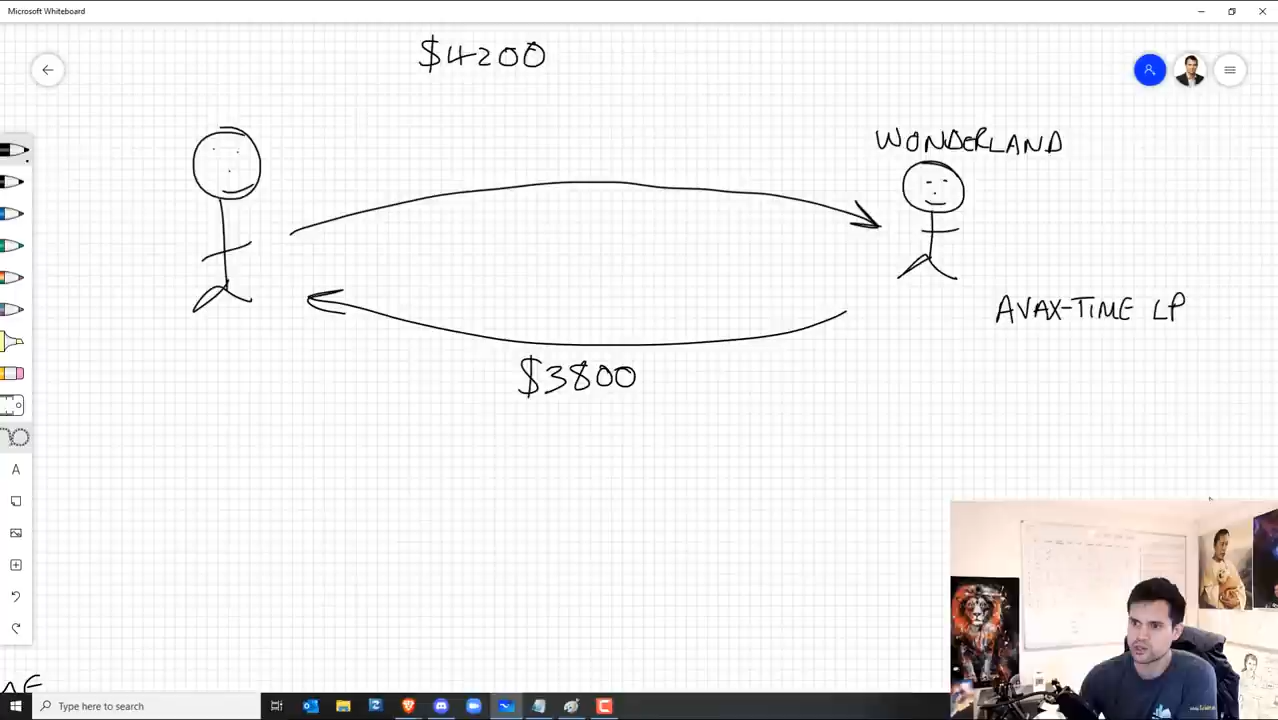 Microsoft Whiteboard
$4200
WONDERLAND
AVAX-TIME LP
$3800
A
Type here to search